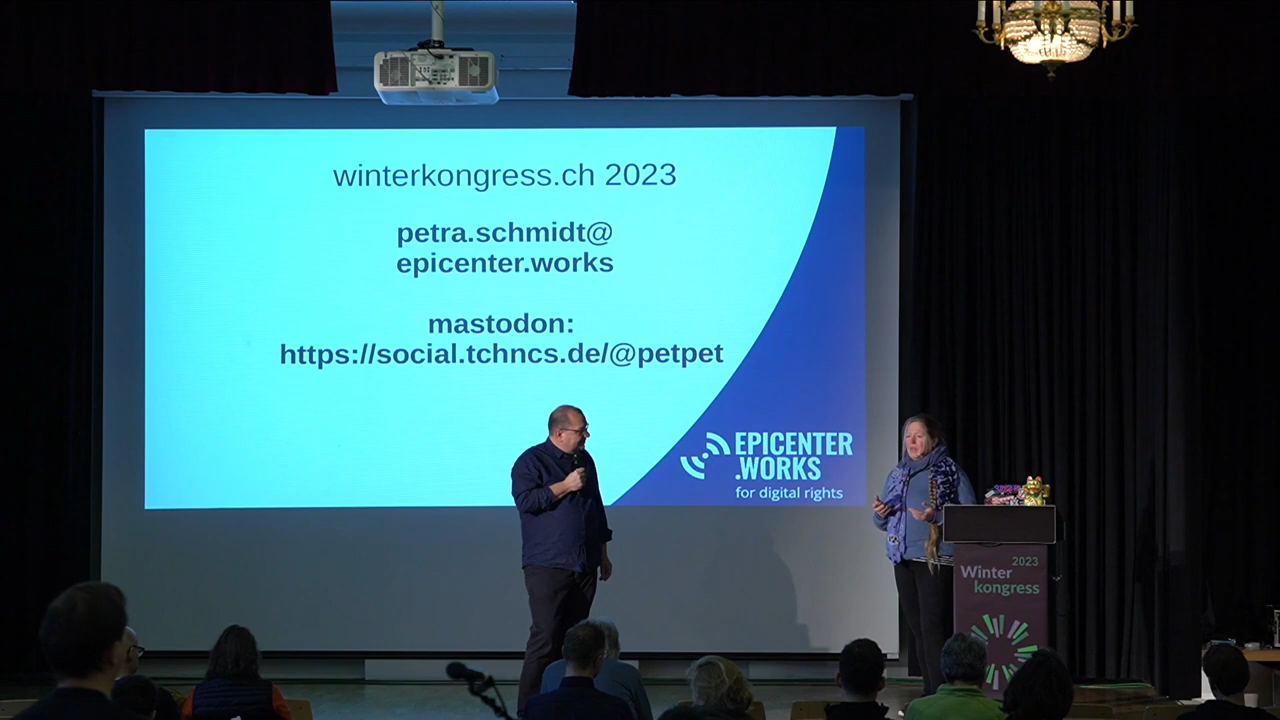 winterkongress.ch 2023
petra.schmidt@
epicenter.works
mastodon:
https://social.tchncs.de/@petpet
EPICENTER
.WORKS
for digital rights
2023
Winter
kongress